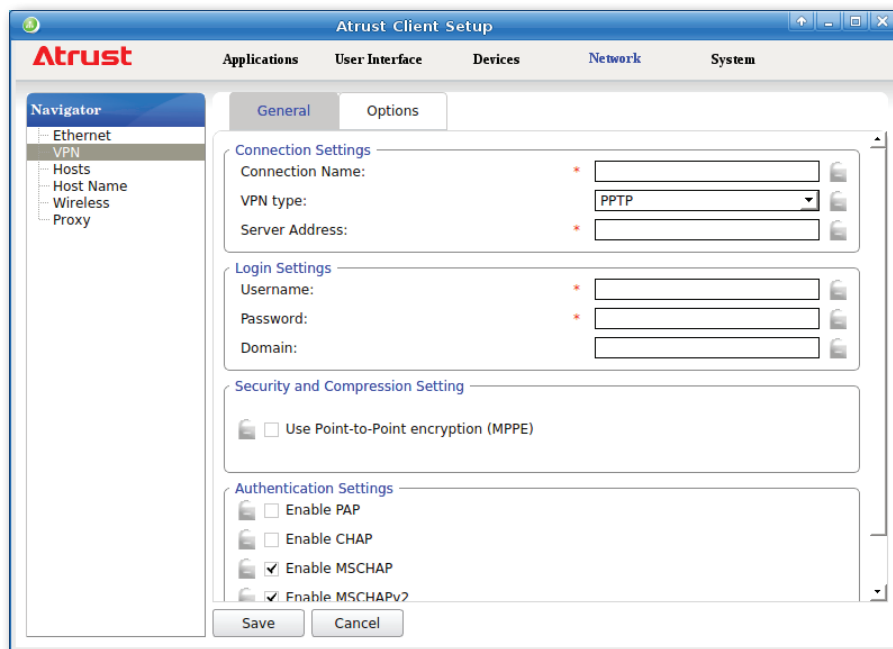 Atrust Client Setup
Atrust
Applications User Interface Devices Network System
Navigator
Ethernet
VPN
Hosts
Host Name
Wireless
Proxy
General Options
Connection Settings
Connection Name: *
VPN type: PPTP
Server Address: *
Login Settings
Username: *
Password: *
Domain:
Security and Compression Setting
Use Point-to-Point encryption (MPPE)
Authentication Settings
Enable PAP
Enable CHAP
Enable MSCHAP
Enable MSCHAPv2
Save Cancel